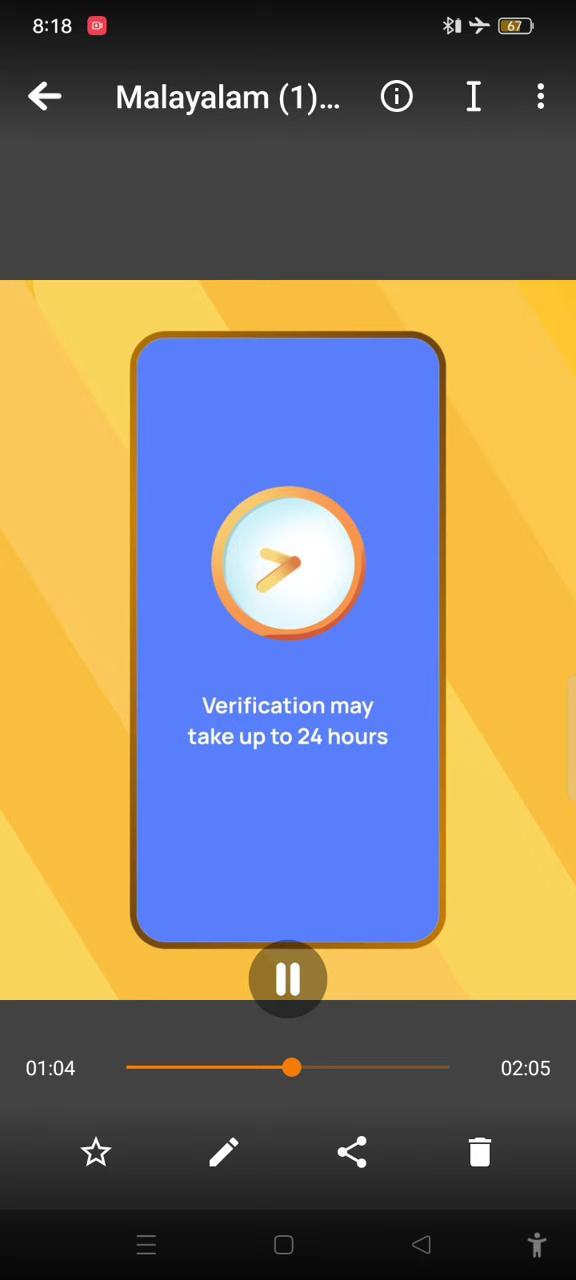 8:18
67
Malayalam (1)...
Verification may
take up to 24 hours
01:04
02:05